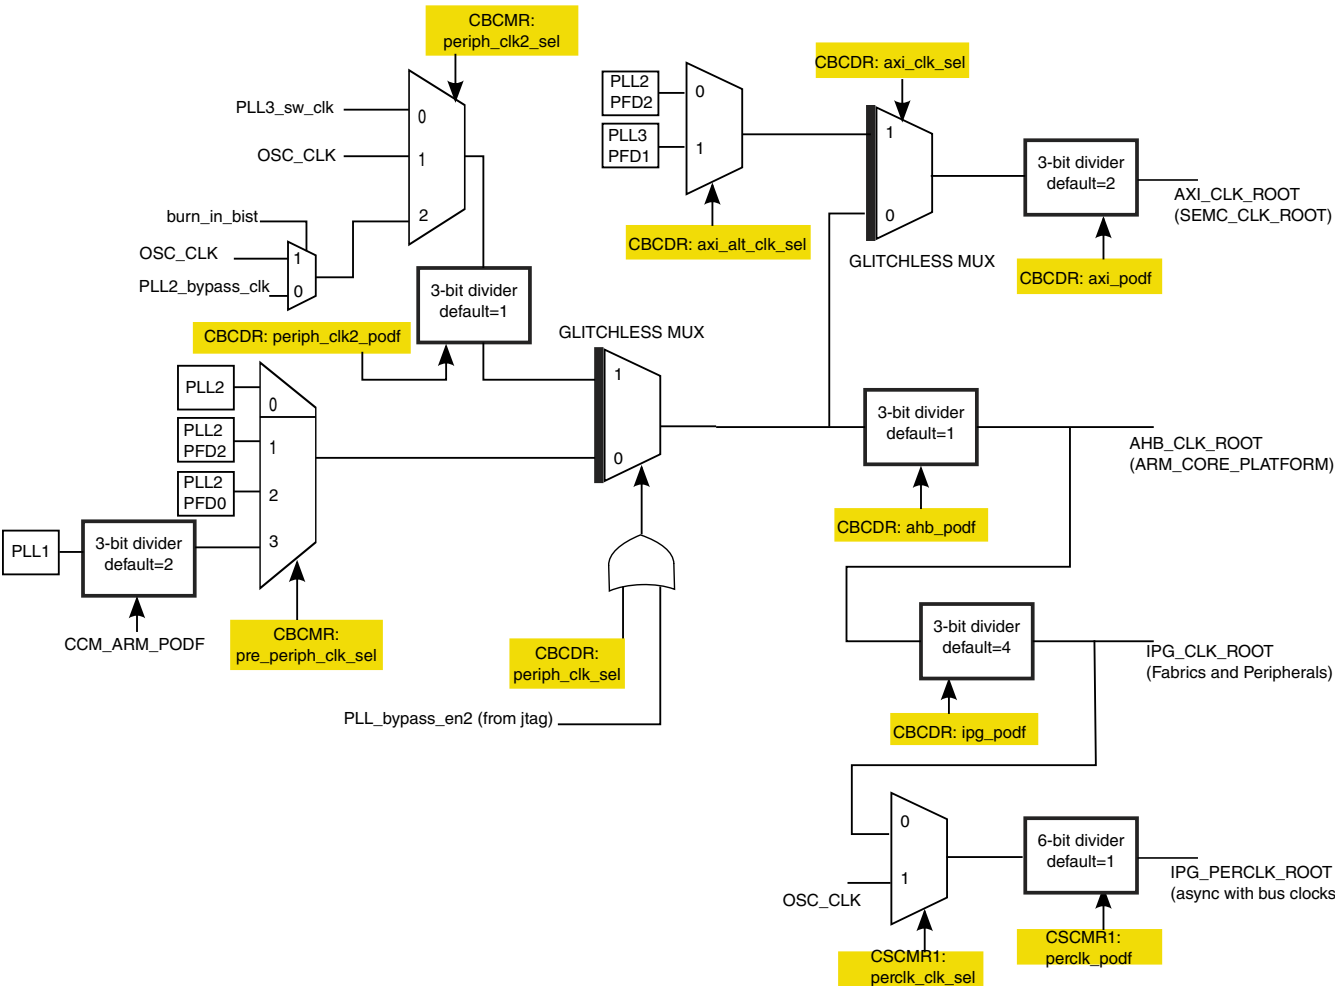 CBCMR:
periph_clk2_sel
PLL3_sw_clk
0
OSC_CLK
1
2
burn_in_bist
OSC_CLK
1
PLL2_bypass_clk
0
3-bit divider
default=1
CBCDR: periph_clk2_podf
PLL2
0
PLL2
PFD2
1
PLL2
PFD0
2
3
PLL1
3-bit divider
default=2
CCM_ARM_PODF
CBCMR:
pre_periph_clk_sel
GLITCHLESS MUX
1
0
CBCDR:
periph_clk_sel
PLL_bypass_en2 (from jtag)
PLL2
PFD2
0
PLL3
PFD1
1
CBCDR: axi_alt_clk_sel
CBCDR: axi_clk_sel
1
0
GLITCHLESS MUX
3-bit divider
default=2
CBCDR: axi_podf
AXI_CLK_ROOT
(SEMC_CLK_ROOT)
3-bit divider
default=1
CBCDR: ahb_podf
AHB_CLK_ROOT
(ARM_CORE_PLATFORM)
3-bit divider
default=4
CBCDR: ipg_podf
IPG_CLK_ROOT
(Fabrics and Peripherals)
0
1
OSC_CLK
CSCMR1:
perclk_clk_sel
6-bit divider
default=1
CSCMR1:
perclk_podf
IPG_PERCLK_ROOT
(async with bus clocks